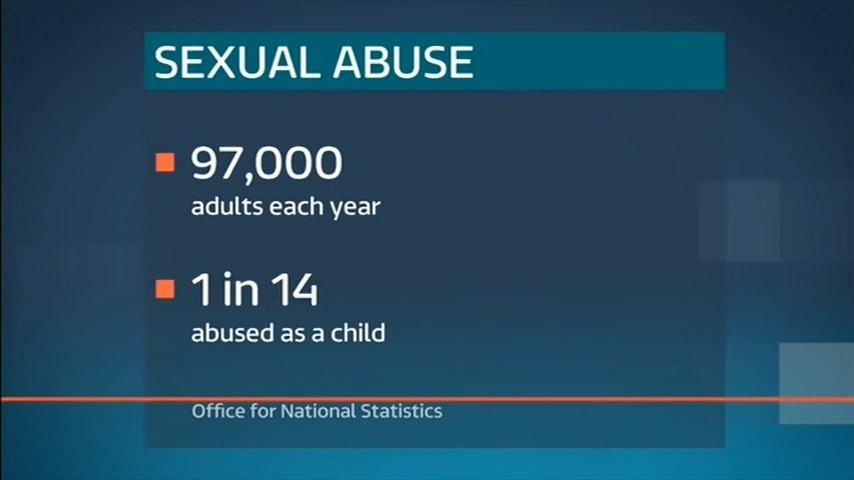 SEXUAL ABUSE
97,000
adults each year
1 in 14
abused as a child
Office for National Statistics